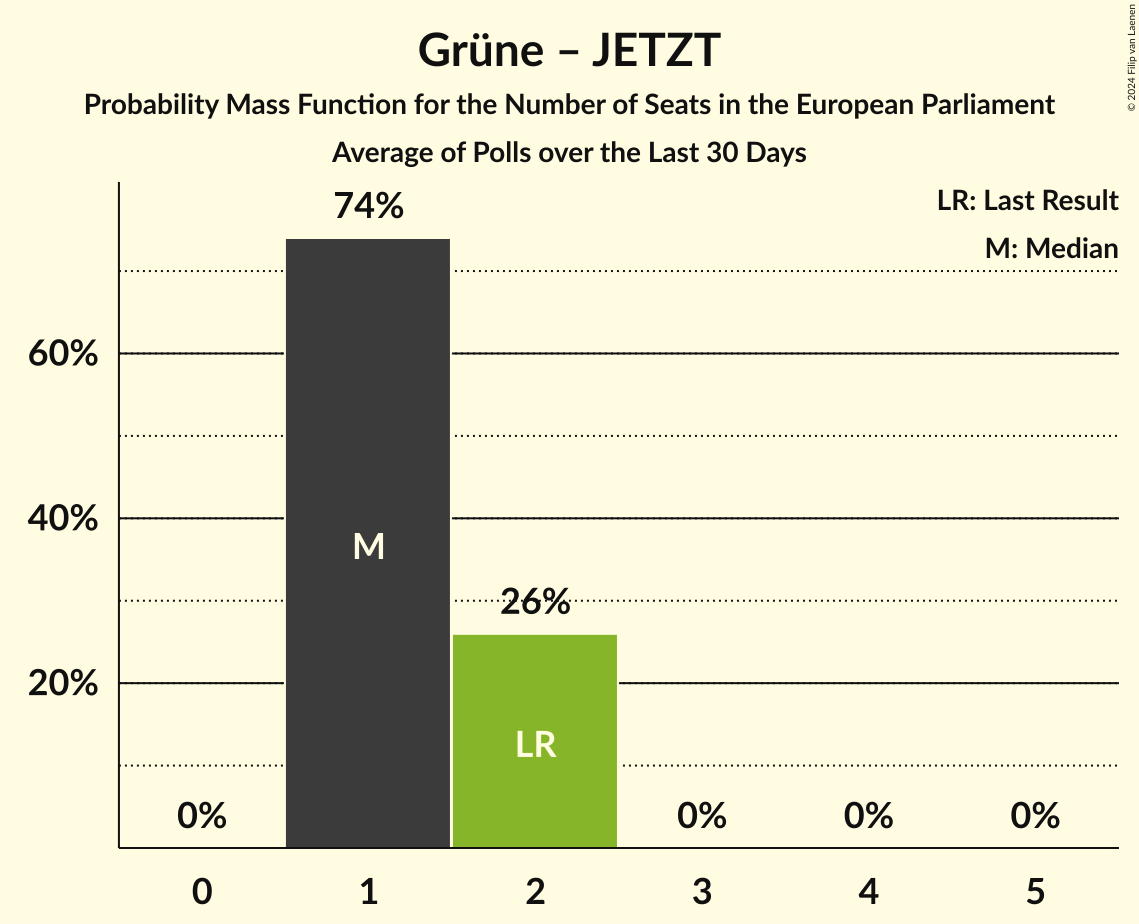 Grüne – JETZT
Probability Mass Function for the Number of Seats in the European Parliament
Average of Polls over the Last 30 Days
© 2024 Filip van Laenen
LR: Last Result
M: Median
74%
60%
40%
M
26%
20%
LR
0%
0%
0%
0%
0 1 2 3 4 5